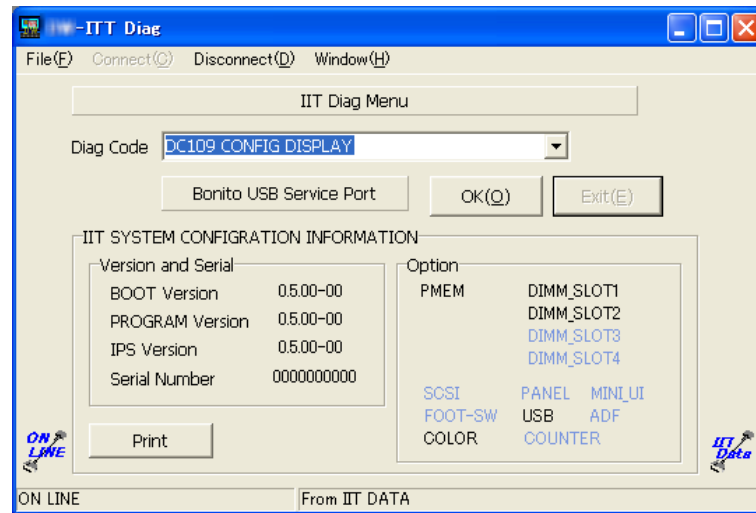 -ITT Diag
File(F) Connect(C) Disconnect(D) Window(H)
IIT Diag Menu
Diag Code DC109 CONFIG DISPLAY
Bonito USB Service Port OK(O) Exit(E)
IIT SYSTEM CONFIGRATION INFORMATION
Version and Serial
BOOT Version 0.5.00-00
PROGRAM Version 0.5.00-00
IPS Version 0.5.00-00
Serial Number 0000000000
Print
Option
PMEM DIMM_SLOT1
DIMM_SLOT2
DIMM_SLOT3
DIMM_SLOT4
SCSI PANEL MINI_UI
FOOT-SW USB ADF
COLOR COUNTER
ON LINE
IIT Data
ON LINE From IIT DATA